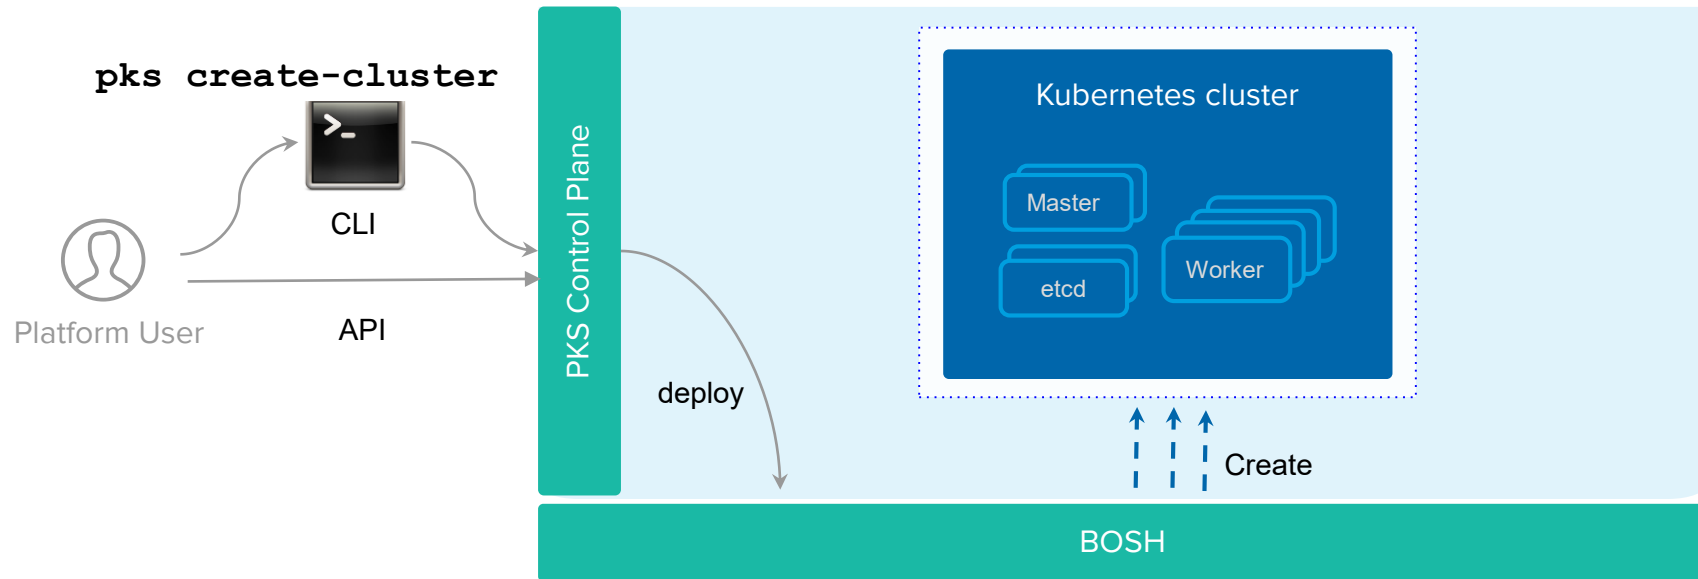 pks create-cluster
>_
CLI
Platform User
API
PKS Control Plane
deploy
Kubernetes cluster
Master
etcd
Worker
Create
BOSH